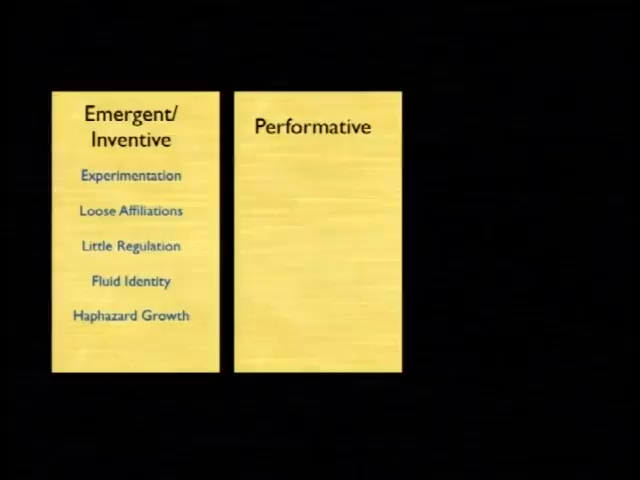 Emergent/
Inventive
Experimentation
Loose Affiliations
Little Regulation
Fluid Identity
Haphazard Growth
Performative